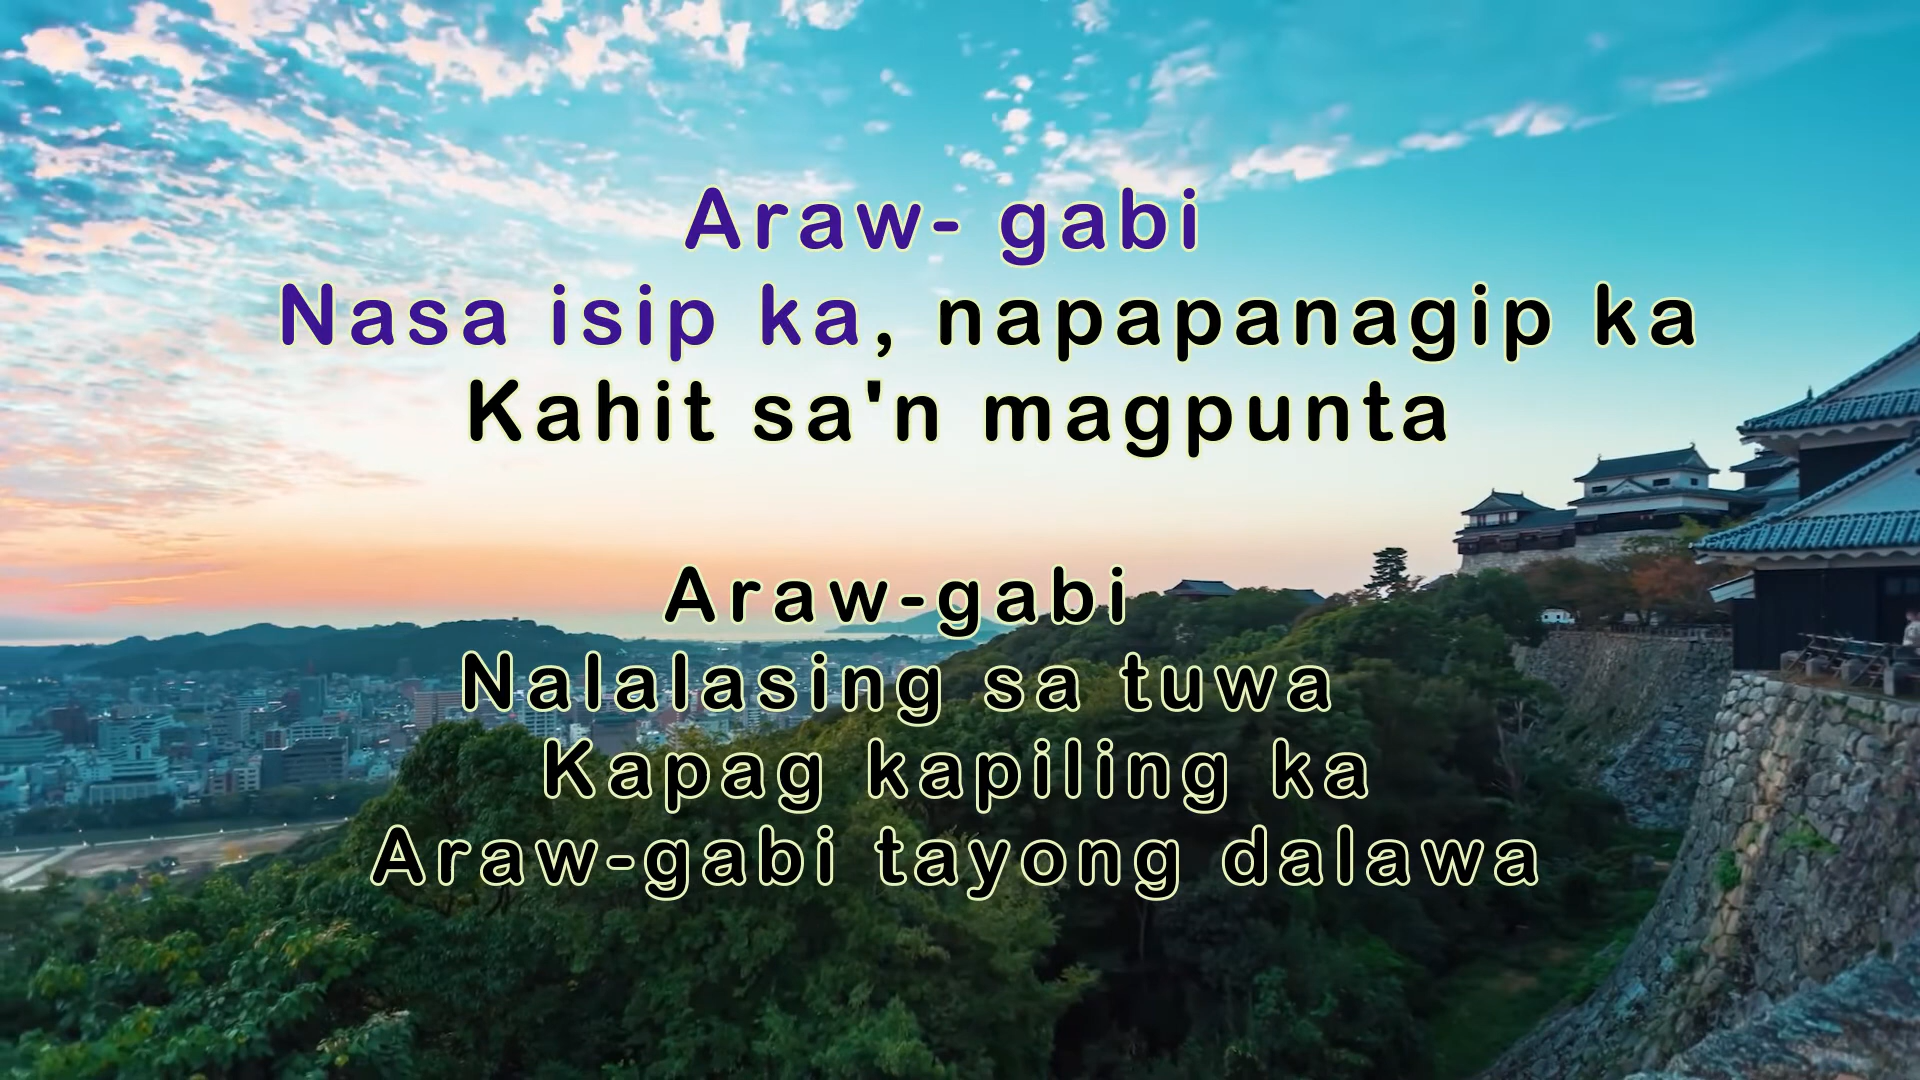 Araw- gabi
Nasa isip ka, napapanagip ka
Kahit sa'n magpunta
Araw-gabi
Nalalasing sa tuwa
Kapag kapiling ka
Araw-gabi tayong dalawa